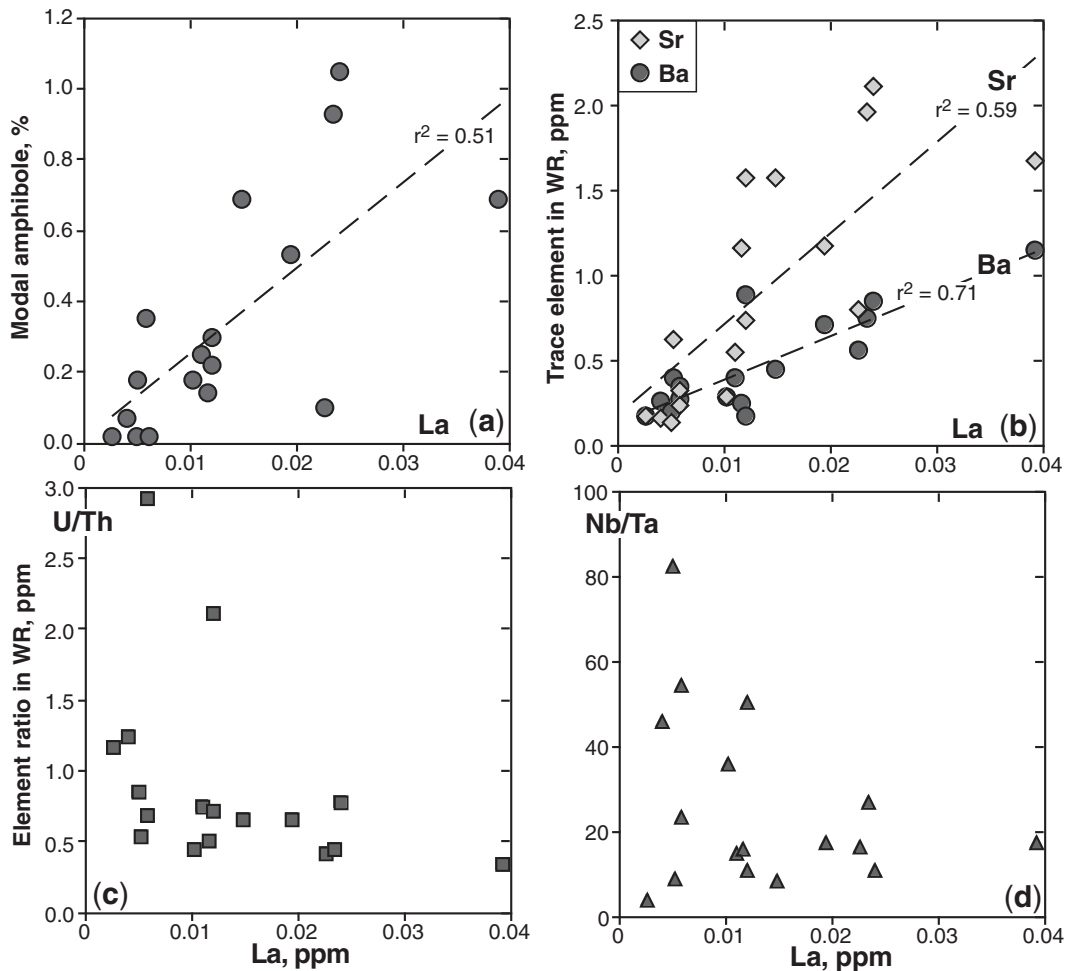 1.2
1.0
0.8
0.6
0.4
0.2
0.0
Modal amphibole, %
r² = 0.51
La (a)
0.01 0.02 0.03 0.04
2.5
2.0
1.5
1.0
0.5
0.0
Trace element in WR, ppm
Sr
Ba
Sr
r² = 0.59
Ba
r² = 0.71
La (b)
0 0.01 0.02 0.03 0.04
3.0
2.5
2.0
1.5
1.0
0.5
0.0
Element ratio in WR, ppm
U/Th
(c)
0 0.01 0.02 0.03 0.04
La, ppm
100
80
60
40
20
0
Nb/Ta
(d)
0 0.01 0.02 0.03 0.04
La, ppm